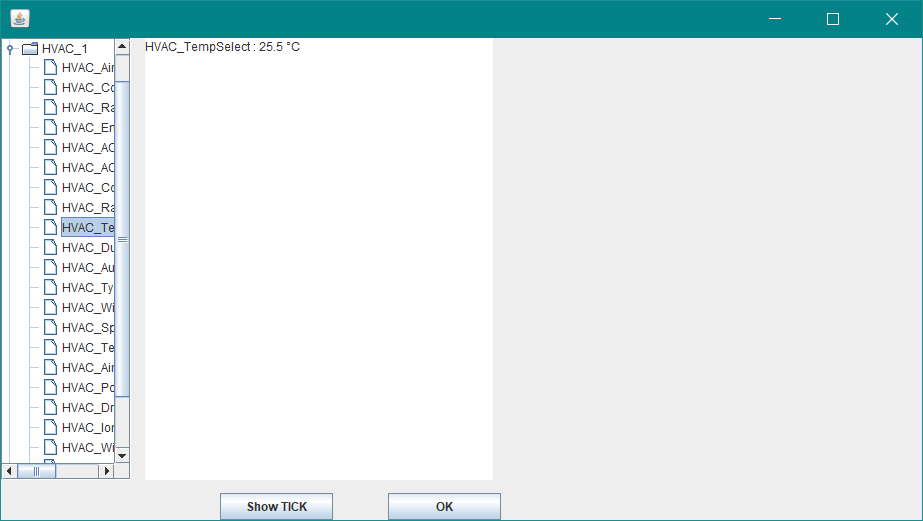 HVAC_1
HVAC_Air
HVAC_Co
HVAC_Ra
HVAC_En
HVAC_AC
HVAC_AC
HVAC_Co
HVAC_Ra
HVAC_Te
HVAC_Du
HVAC_Au
HVAC_Ty
HVAC_Wi
HVAC_Sp
HVAC_Te
HVAC_Air
HVAC_Po
HVAC_Dr
HVAC_Ion
HVAC_Wi
HVAC_TempSelect : 25.5 °C
Show TICK
OK